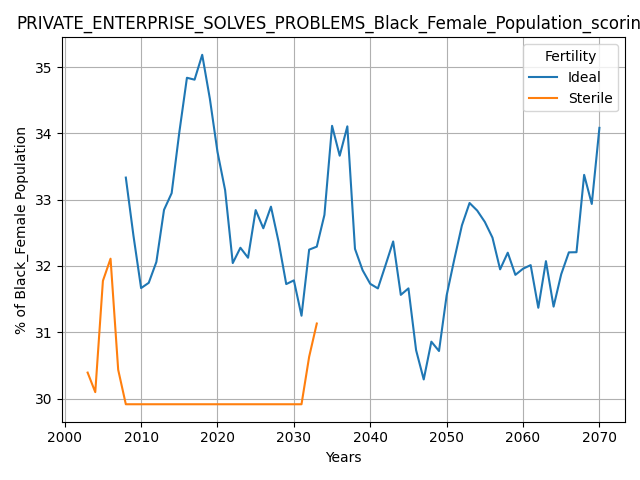 PRIVATE_ENTERPRISE_SOLVES_PROBLEMS_Black_Female_Population_scorin
Fertility
Ideal
Sterile
% of Black_Female Population
35
34
33
32
31
30
2000 2010 2020 2030 2040 2050 2060 2070
Years